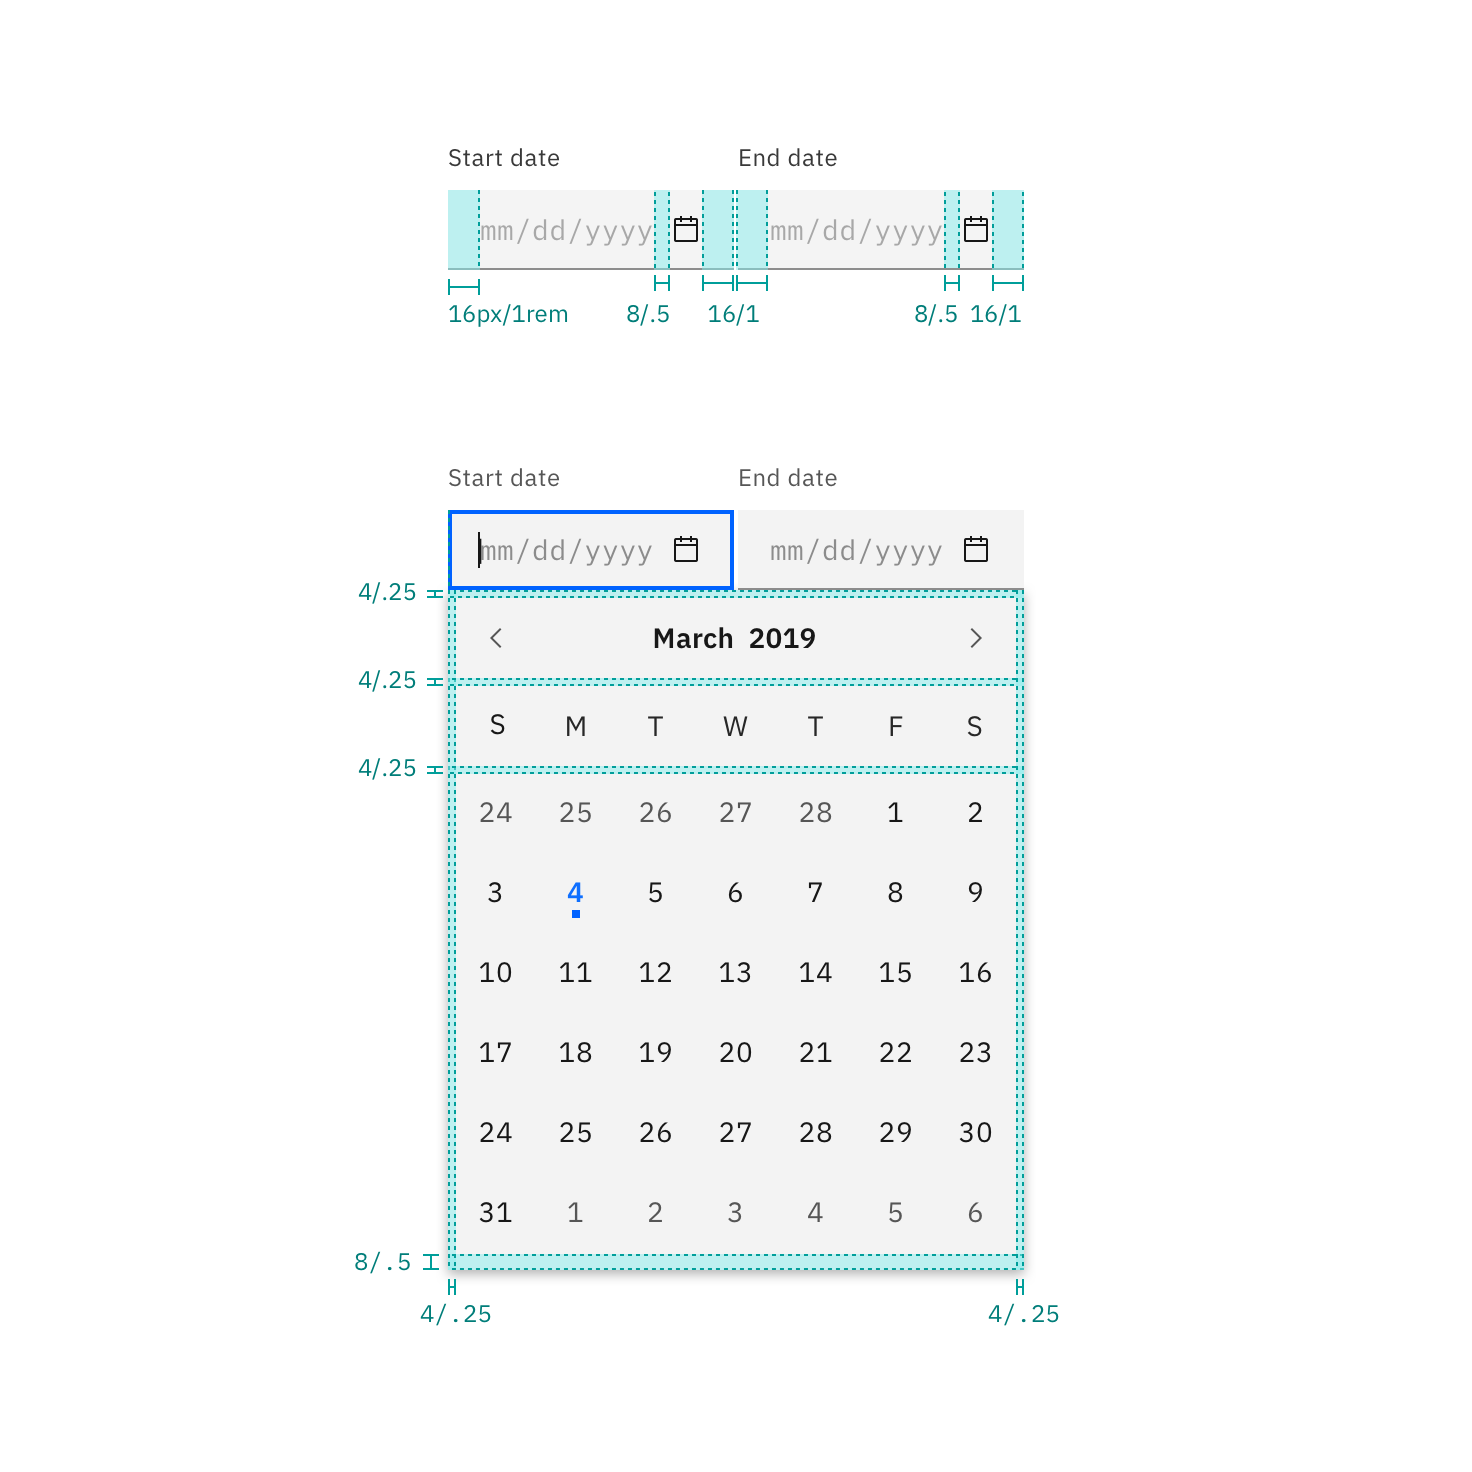 Start date End date
mm/dd/yyyy mm/dd/yyyy
16px/1rem 8/.5 16/1 8/.5 16/1
Start date End date
mm/dd/yyyy mm/dd/yyyy
4/.25
March 2019
4/.25
S M T W T F S
4/.25
24 25 26 27 28 1 2
3 4 5 6 7 8 9
10 11 12 13 14 15 16
17 18 19 20 21 22 23
24 25 26 27 28 29 30
31 1 2 3 4 5 6
8/.5
4/.25 4/.25